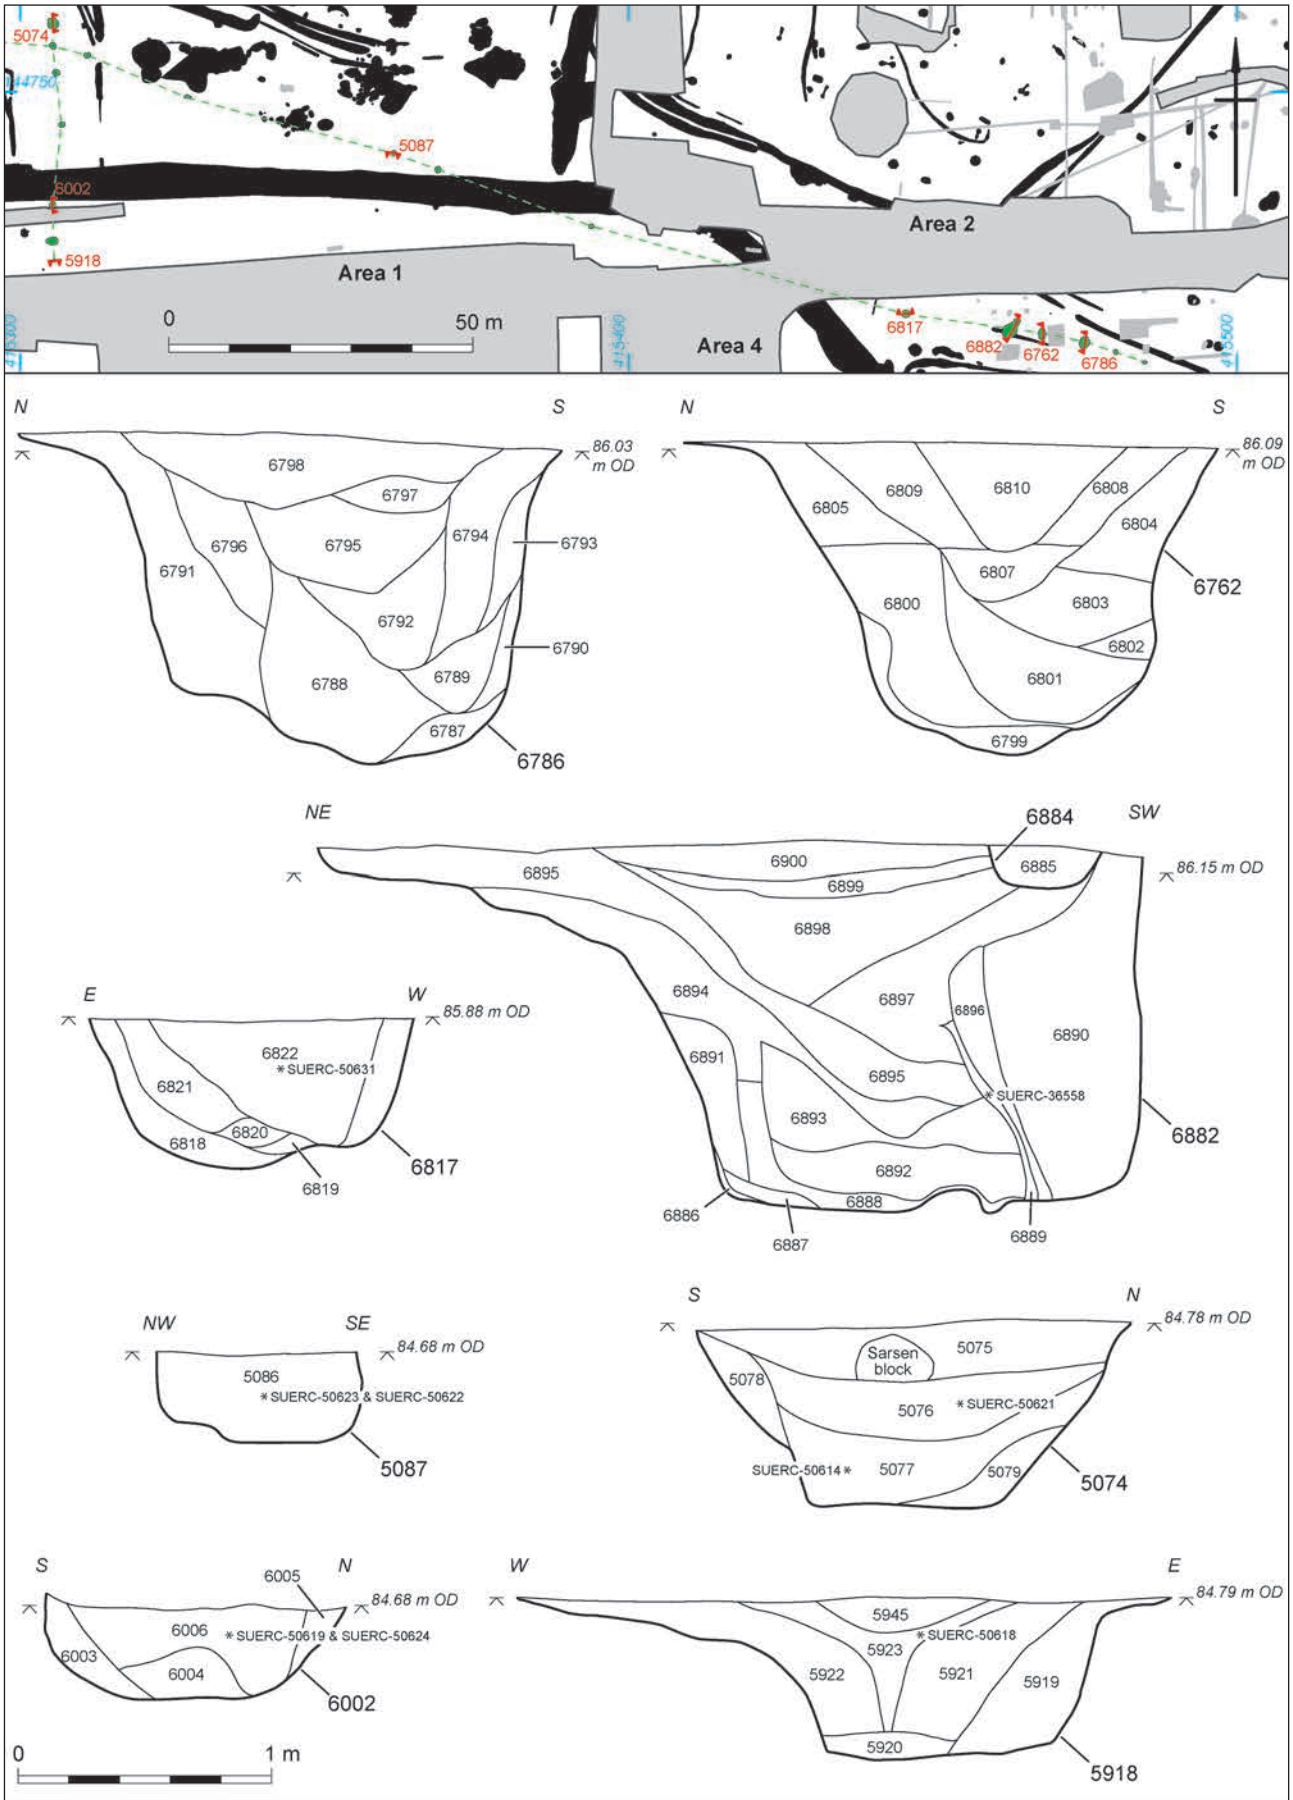 5074
144750
5087
6002
5918
Area 1
Area 2
0
50 m
Area 4
6817
6882
6762
6786
415300
415400
415500
N
S
86.03
m OD
6798
6797
6796
6795
6794
6793
6791
6792
6790
6788
6789
6787
6786
N
S
86.09
m OD
6805
6809
6810
6808
6804
6807
6762
6800
6803
6802
6801
6799
NE
SW
6884
6900
6895
6899
6885
86.15 m OD
6898
6894
6897
6896
6890
6891
6895
* SUERC-36558
6893
6882
6892
6886
6888
6887
6889
E
W
85.88 m OD
6822
* SUERC-50631
6821
6820
6818
6817
6819
NW
SE
84.68 m OD
5086
* SUERC-50623 & SUERC-50622
5087
S
N
84.78 m OD
Sarsen
block
5075
5078
5076
* SUERC-50621
SUERC-50614 *
5077
5079
5074
S
N
6005
84.68 m OD
6006
* SUERC-50619 & SUERC-50624
6003
6004
6002
0
1 m
W
E
84.79 m OD
5945
* SUERC-50618
5923
5922
5921
5919
5920
5918